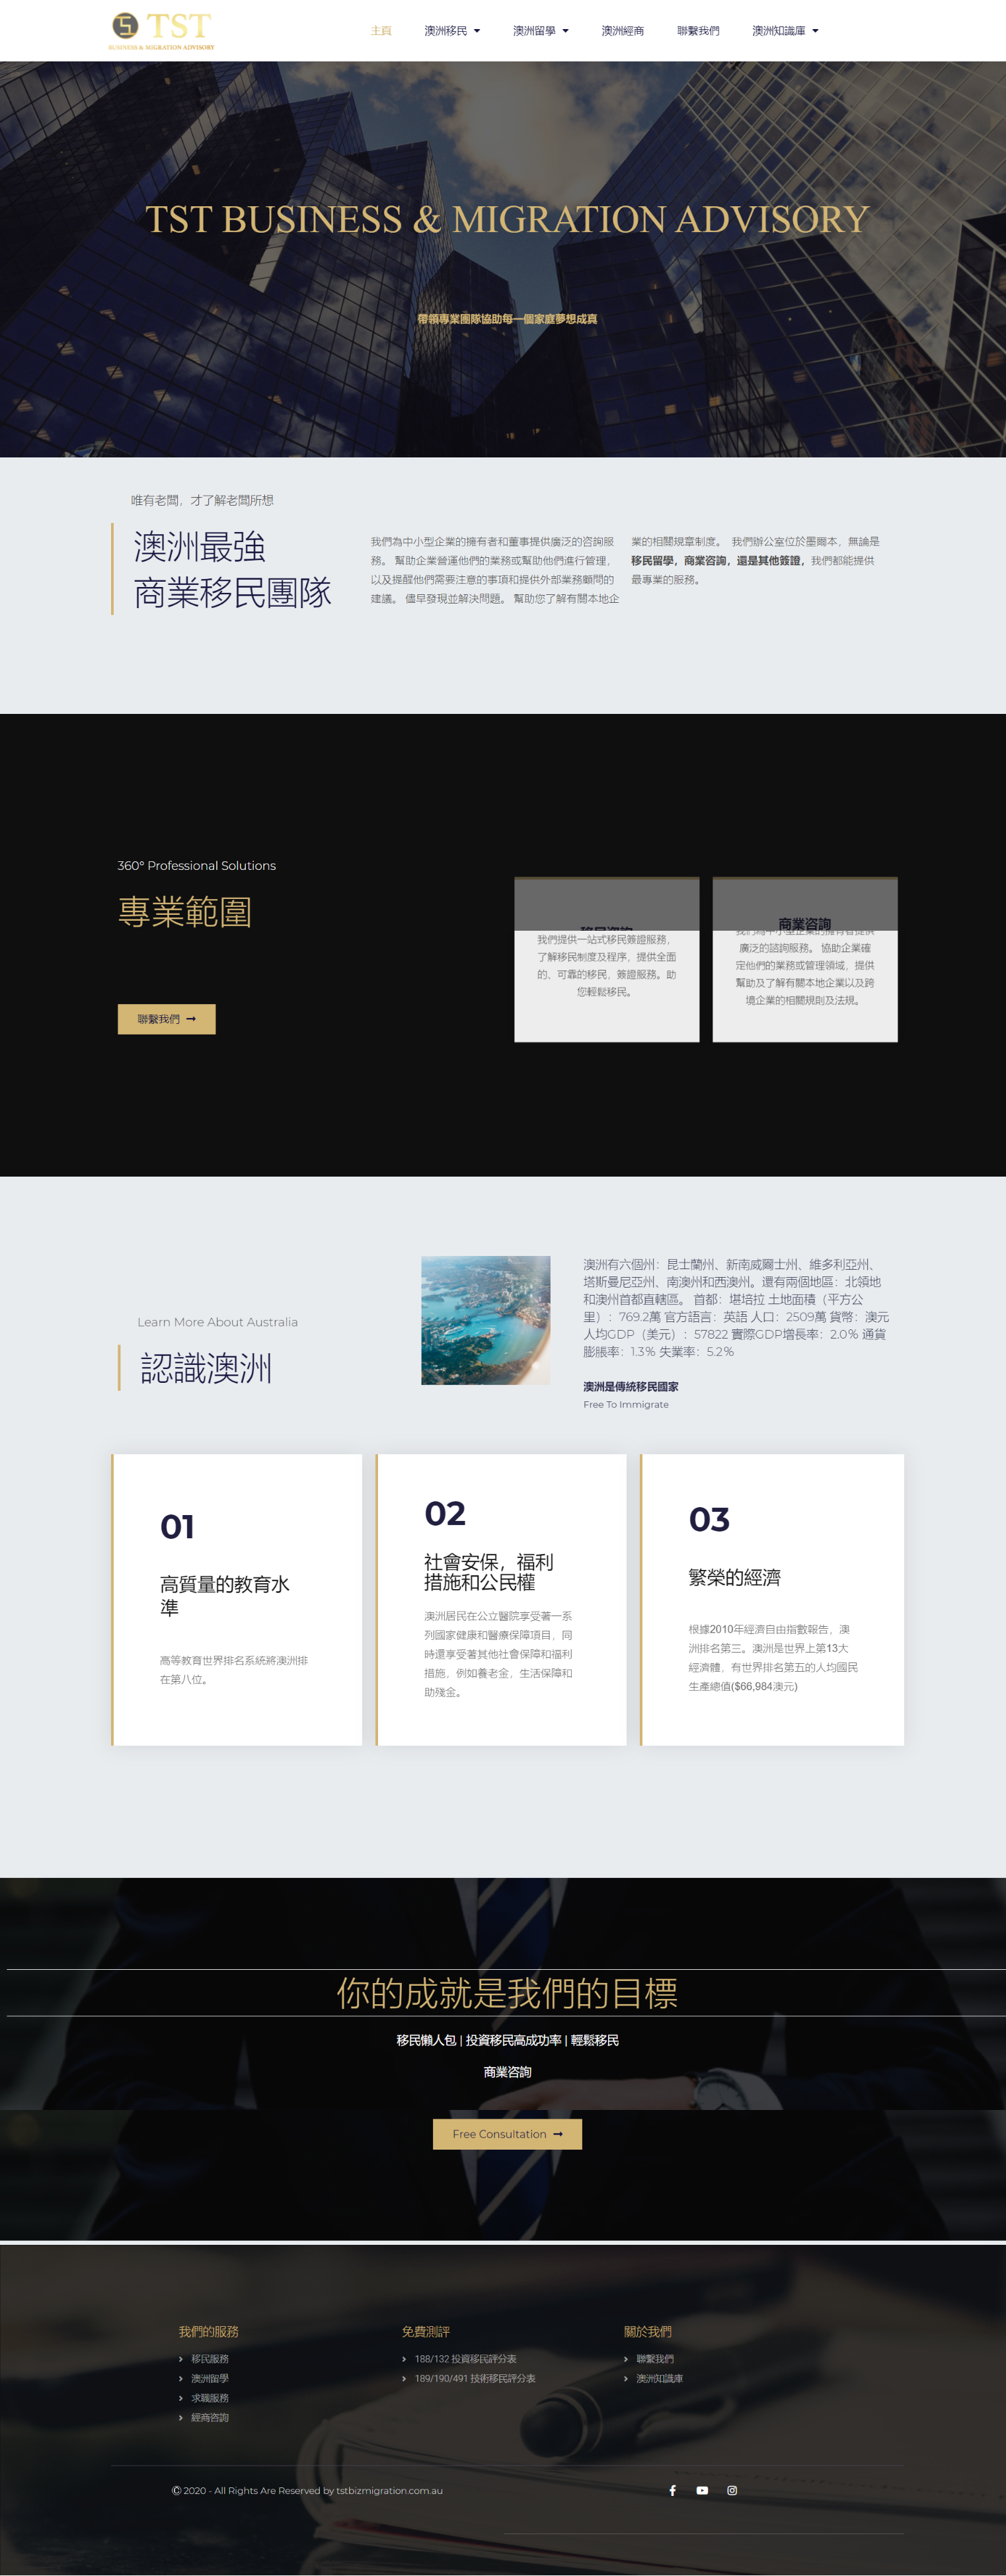 TST
BUSINESS & MIGRATION ADVISORY
主頁
澳洲移民
澳洲留學
澳洲經商
聯繫我們
澳洲知識庫
TST BUSINESS & MIGRATION ADVISORY
帶領專業團隊協助每一個家庭夢想成真
唯有老闆，才了解老闆所想
澳洲最強
商業移民團隊
我們為中小型企業的擁有者和董事提供廣泛的咨詢服
務。 幫助企業營運他們的業務或幫助他們進行管理，
以及提醒他們需要注意的事項和提供外部業務顧問的
建議。 儘早發現並解決問題。 幫助您了解有關本地企
業的相關規章制度。 我們辦公室位於墨爾本，無論是
移民留學，商業咨詢，還是其他簽證，我們都能提供
最專業的服務。
360° Professional Solutions
專業範圍
聯繫我們
移民咨詢
我們提供一站式移民簽證服務，
了解移民制度及程序，提供全面
的、可靠的移民，簽證服務。助
您輕鬆移民。
商業咨詢
我們為中小型企業的擁有者提供
廣泛的諮詢服務。 協助企業確
定他們的業務或管理領域，提供
幫助及了解有關本地企業以及跨
境企業的相關規則及法規。
Learn More About Australia
認識澳洲
澳洲有六個州：昆士蘭州、新南威爾士州、維多利亞州、
塔斯曼尼亞州、南澳州和西澳州。還有兩個地區：北領地
和澳州首都直轄區。 首都：堪培拉 土地面積（平方公
里）：769.2萬 官方語言：英語 人口：2509萬 貨幣：澳元
人均GDP（美元）：57822 實際GDP增長率：2.0% 通貨
膨脹率：1.3% 失業率：5.2%
澳洲是傳統移民國家
Free To Immigrate
01
高質量的教育水
準
高等教育世界排名系統將澳洲排
在第八位。
02
社會安保，福利
措施和公民權
澳洲居民在公立醫院享受著一系
列國家健康和醫療保障項目，同
時還享受著其他社會保障和福利
措施，例如養老金，生活保障和
助殘金。
03
繁榮的經濟
根據2010年經濟自由指數報告，澳
洲排名第三。澳洲是世界上第13大
經濟體，有世界排名第五的人均國民
生產總值($66,984澳元)
你的成就是我們的目標
移民懶人包 | 投資移民高成功率 | 輕鬆移民
商業咨詢
Free Consultation
我們的服務
移民服務
澳洲留學
求職服務
經商咨詢
免費測評
188/132 投資移民評分表
189/190/491 技術移民評分表
關於我們
聯繫我們
澳洲知識庫
© 2020 - All Rights Are Reserved by tstbizmigration.com.au